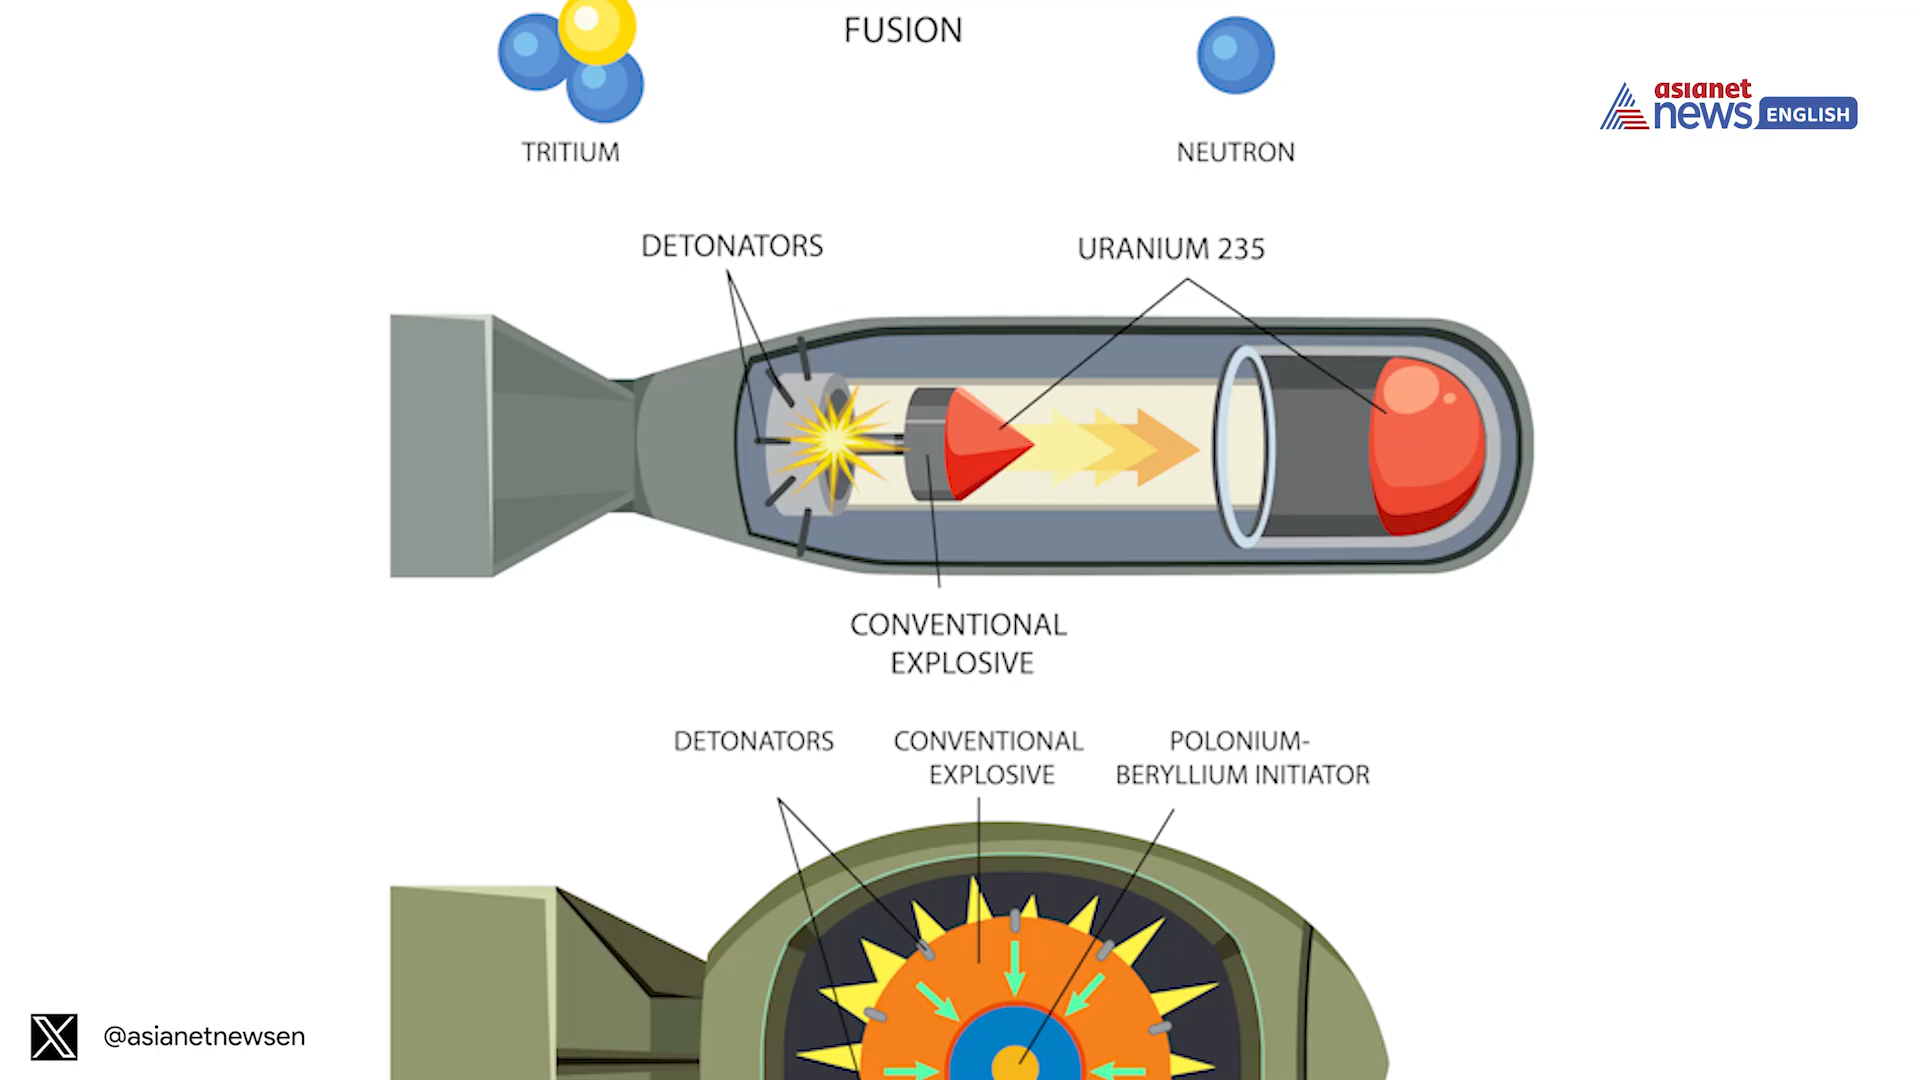 FUSION
asianet
news ENGLISH
TRITIUM
NEUTRON
DETONATORS
URANIUM 235
CONVENTIONAL
EXPLOSIVE
DETONATORS
CONVENTIONAL
EXPLOSIVE
POLONIUM-
BERYLLIUM INITIATOR
@asianetnewsen